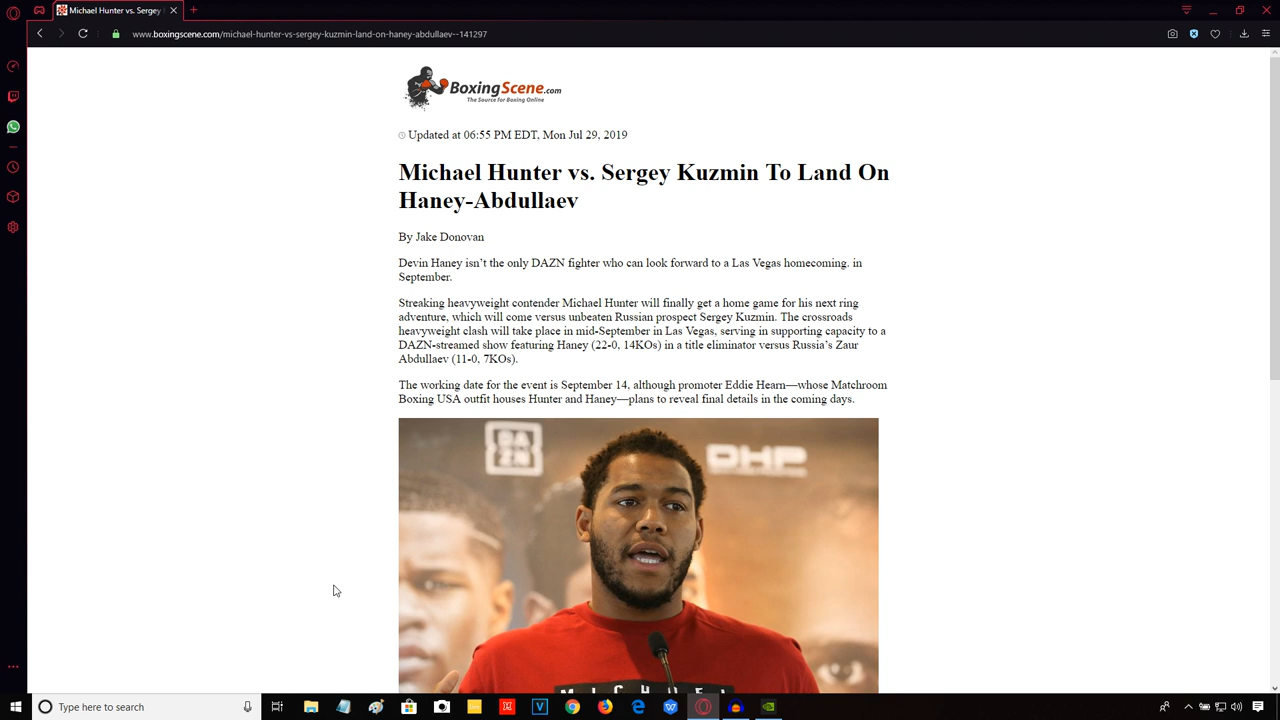 Michael Hunter vs. Sergey
www.boxingscene.com/michael-hunter-vs-sergey-kuzmin-land-on-haney-abdullaev--141297
BoxingScene.com
The Source for Boxing Online
Updated at 06:55 PM EDT, Mon Jul 29, 2019
Michael Hunter vs. Sergey Kuzmin To Land On
Haney-Abdullaev
By Jake Donovan
Devin Haney isn’t the only DAZN fighter who can look forward to a Las Vegas homecoming. in
September.
Streaking heavyweight contender Michael Hunter will finally get a home game for his next ring
adventure, which will come versus unbeaten Russian prospect Sergey Kuzmin. The crossroads
heavyweight clash will take place in mid-September in Las Vegas, serving in supporting capacity to a
DAZN-streamed show featuring Haney (22-0, 14KOs) in a title eliminator versus Russia’s Zaur
Abdullaev (11-0, 7KOs).
The working date for the event is September 14, although promoter Eddie Hearn—whose Matchroom
Boxing USA outfit houses Hunter and Haney—plans to reveal final details in the coming days.
DA
ZN
DHP
Type here to search